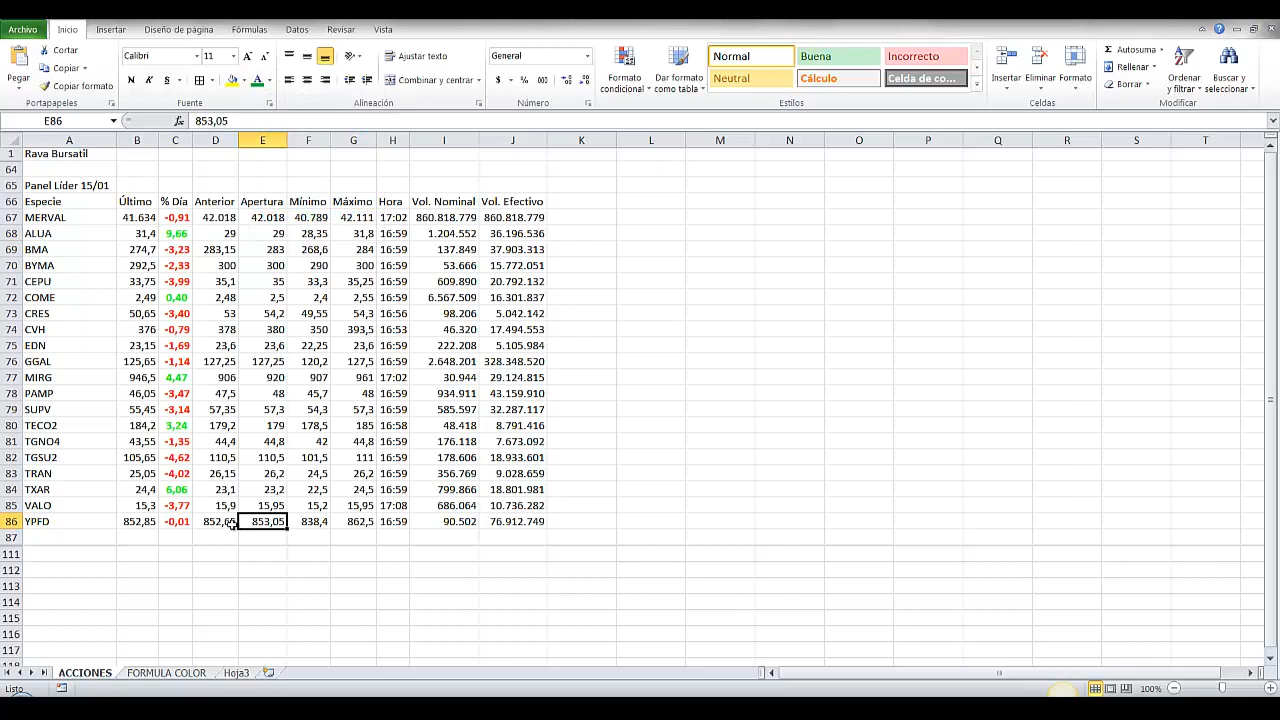 Archivo Inicio Insertar Diseño de página Fórmulas Datos Revisar Vista
Pegar Cortar Copiar Copiar formato Portapapeles
Calibri 11 N K S A Fuente
Ajustar texto Combinar y centrar Alineación
General $ % 000 Número
Formato condicional Dar formato como tabla
Normal Buena Incorrecto
Neutral Cálculo Celda de co...
Estilos
Insertar Eliminar Formato Celdas
Autosuma Rellenar Borrar Ordenar y filtrar Buscar y seleccionar Modificar
E86 fx 853,05
A B C D E F G H I J K L M N O P Q R S T
1 Rava Bursatil
64
65 Panel Líder 15/01
66 Especie Último % Día Anterior Apertura Mínimo Máximo Hora Vol. Nominal Vol. Efectivo
67 MERVAL 41.634 -0,91 42.018 42.018 40.789 42.111 17:02 860.818.779 860.818.779
68 ALUA 31,4 9,66 29 29 28,35 31,8 16:59 1.204.552 36.196.536
69 BMA 274,7 -3,23 283,15 283 268,6 284 16:59 137.849 37.903.313
70 BYMA 292,5 -2,33 300 300 290 300 16:59 53.666 15.772.051
71 CEPU 33,75 -3,99 35,1 35 33,3 35,25 16:59 609.890 20.792.132
72 COME 2,49 0,40 2,48 2,5 2,4 2,55 16:59 6.567.509 16.301.837
73 CRES 50,65 -3,40 53 54,2 49,55 54,3 16:56 98.206 5.042.142
74 CVH 376 -0,79 378 380 350 393,5 16:53 46.320 17.494.553
75 EDN 23,15 -1,69 23,6 23,6 22,25 23,6 16:59 222.208 5.105.984
76 GGAL 125,65 -1,14 127,25 127,25 120,2 127,5 16:59 2.648.201 328.348.520
77 MIRG 946,5 4,47 906 920 907 961 17:02 30.944 29.124.815
78 PAMP 46,05 -3,47 47,5 48 45,7 48 16:59 934.911 43.159.910
79 SUPV 55,45 -3,14 57,35 57,3 54,3 57,3 16:59 585.597 32.287.117
80 TECO2 184,2 3,24 179,2 179 178,5 185 16:58 48.418 8.791.416
81 TGNO4 43,55 -1,35 44,4 44,8 42 44,8 16:59 176.118 7.673.092
82 TGSU2 105,65 -4,62 110,5 110,5 101,5 111 16:59 178.606 18.933.601
83 TRAN 25,05 -4,02 26,15 26,2 24,5 26,2 16:59 356.769 9.028.659
84 TXAR 24,4 6,06 23,1 23,2 22,5 24,5 16:59 799.866 18.801.981
85 VALO 15,3 -3,77 15,9 15,95 15,2 15,95 17:08 686.064 10.736.282
86 YPFD 852,85 -0,01 853,05 838,4 862,5 16:59 90.502 76.912.749
87
111
112
113
114
115
116
117
ACCIONES FORMULA COLOR Hoja3
Listo 100%